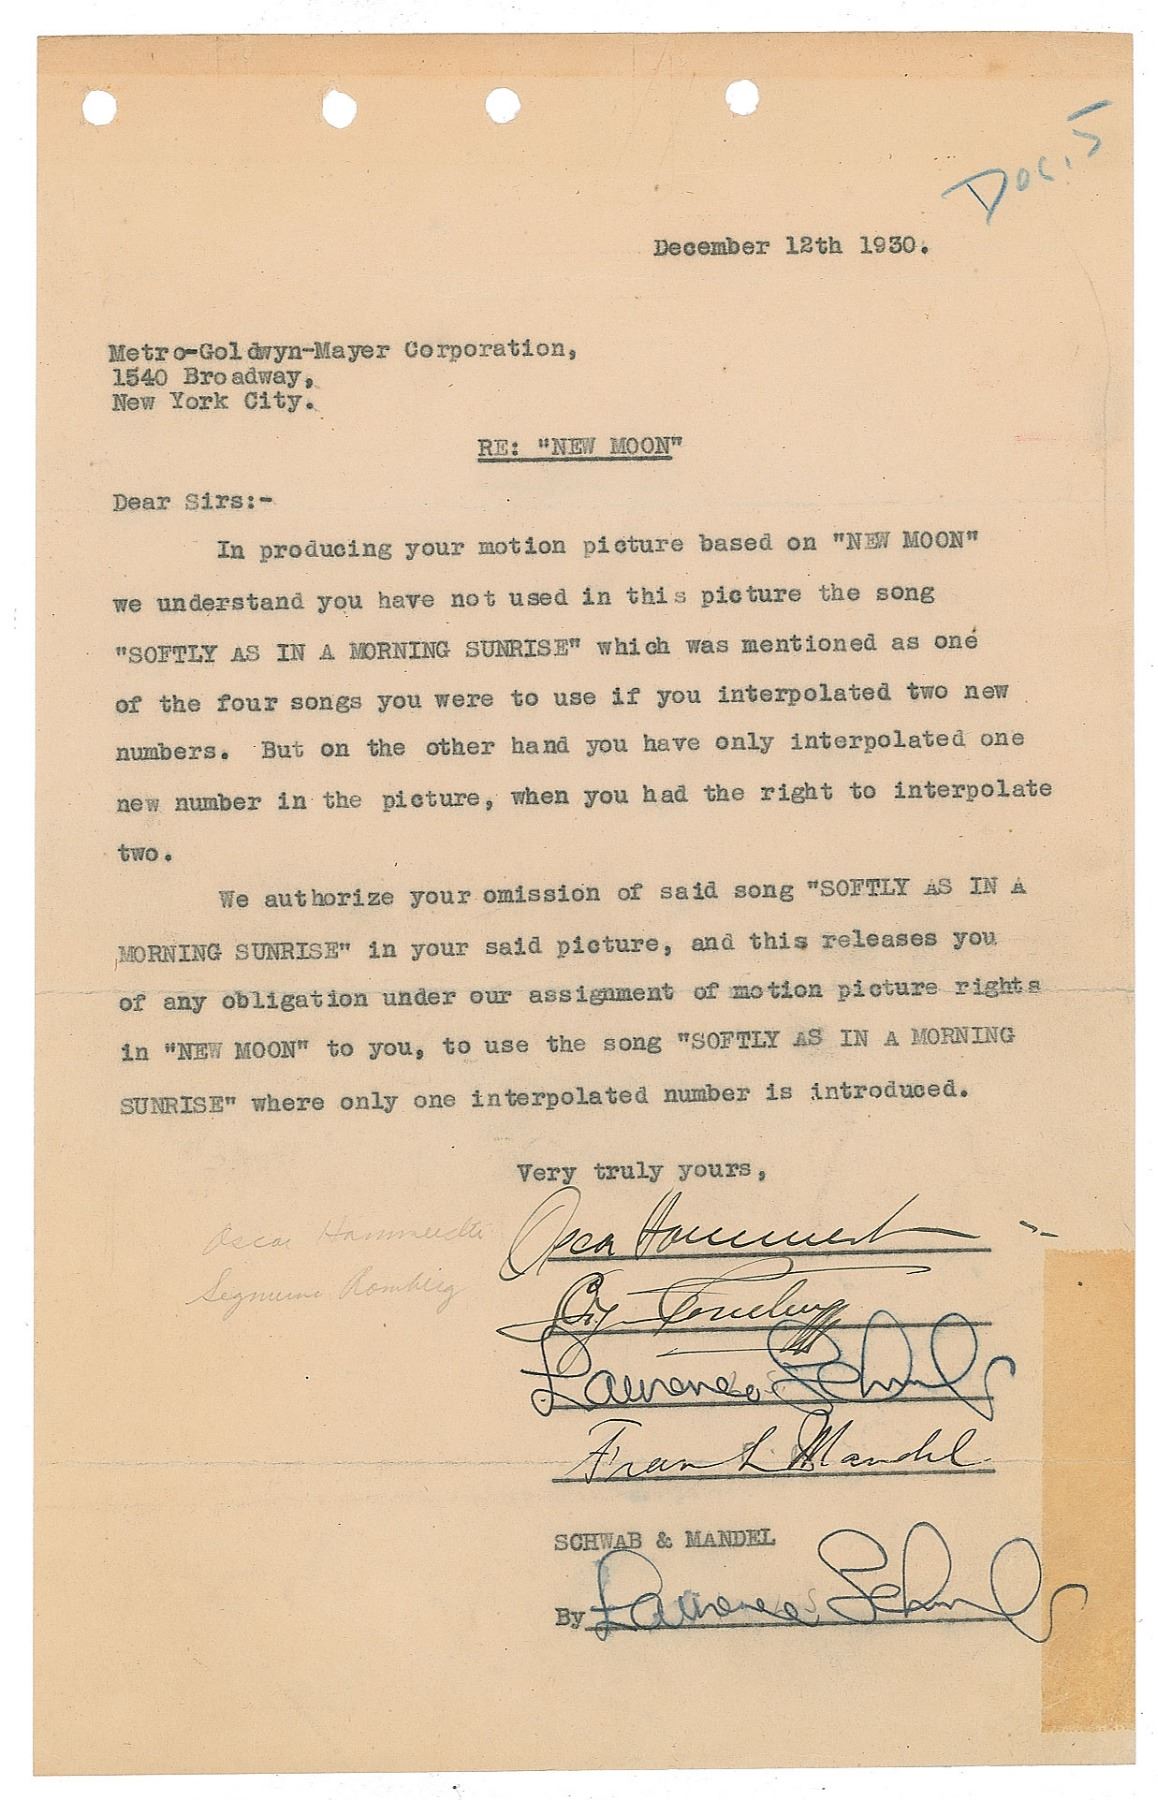 Doc. 5
December 12th 1930.
Metro-Goldwyn-Mayer Corporation,
1540 Broadway,
New York City.
RE: "NEW MOON"
Dear Sirs:-
In producing your motion picture based on "NEW MOON"
we understand you have not used in this picture the song
"SOFTLY AS IN A MORNING SUNRISE" which was mentioned as one
of the four songs you were to use if you interpolated two new
numbers. But on the other hand you have only interpolated one
new number in the picture, when you had the right to interpolate
two.
We authorize your omission of said song "SOFTLY AS IN A
MORNING SUNRISE" in your said picture, and this releases you
of any obligation under our assignment of motion picture rights
in "NEW MOON" to you, to use the song "SOFTLY AS IN A MORNING
SUNRISE" where only one interpolated number is introduced.
Very truly yours,
Oscar Hammerstein Oscar Hammerstein
Segmund Romberg Sig Romberg
Laurence Schwab
Frank Mandel
SCHWAB & MANDEL
By Laurence Schwab